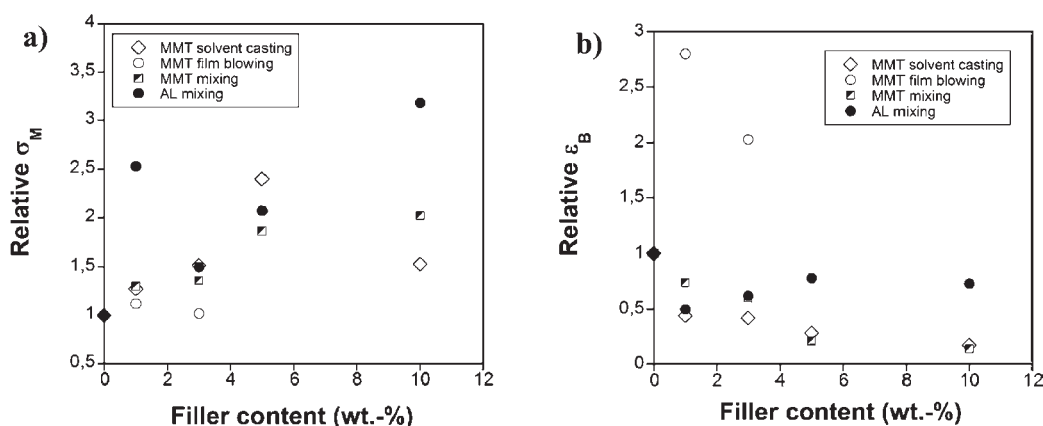 a)
4
3,5
3
2,5
2
1,5
1
0,5
Relative σM
MMT solvent casting
MMT film blowing
MMT mixing
AL mixing
0 2 4 6 8 10 12
Filler content (wt.-%)
b)
3
2,5
2
1,5
1
0,5
0
Relative εB
MMT solvent casting
MMT film blowing
MMT mixing
AL mixing
0 2 4 6 8 10 12
Filler content (wt.-%)